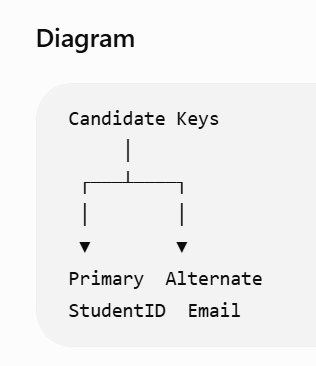 Diagram
Candidate Keys
Primary  Alternate
StudentID  Email